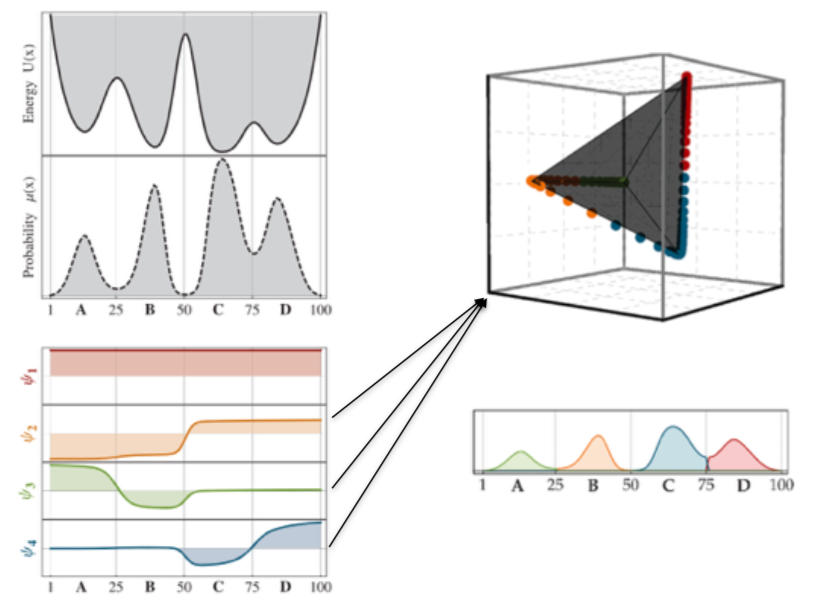 Energy U(x)
Probability μ(x)
1 A 25 B 50 C 75 D 100
ψ1
ψ2
ψ3
ψ4
1 A 25 B 50 C 75 D 100
1 A 25 B 50 C 75 D 100